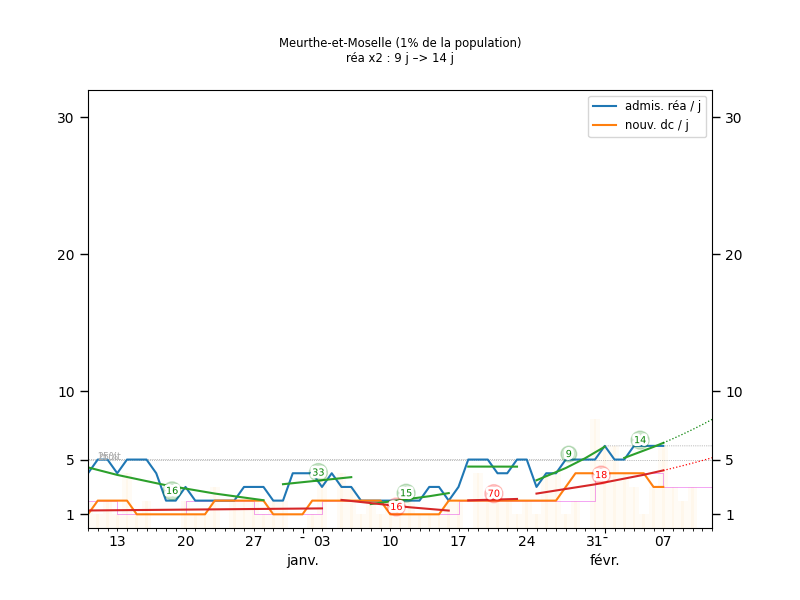 Meurthe-et-Moselle (1% de la population)
réa x2 : 9 j –> 14 j
admis. réa / j
nouv. dc / j
30 30
20 20
10 10
5 5
1 1
16 33 15 16 70 9 18 14
13 20 27 - 03 10 17 24 31- 07
janv. févr.